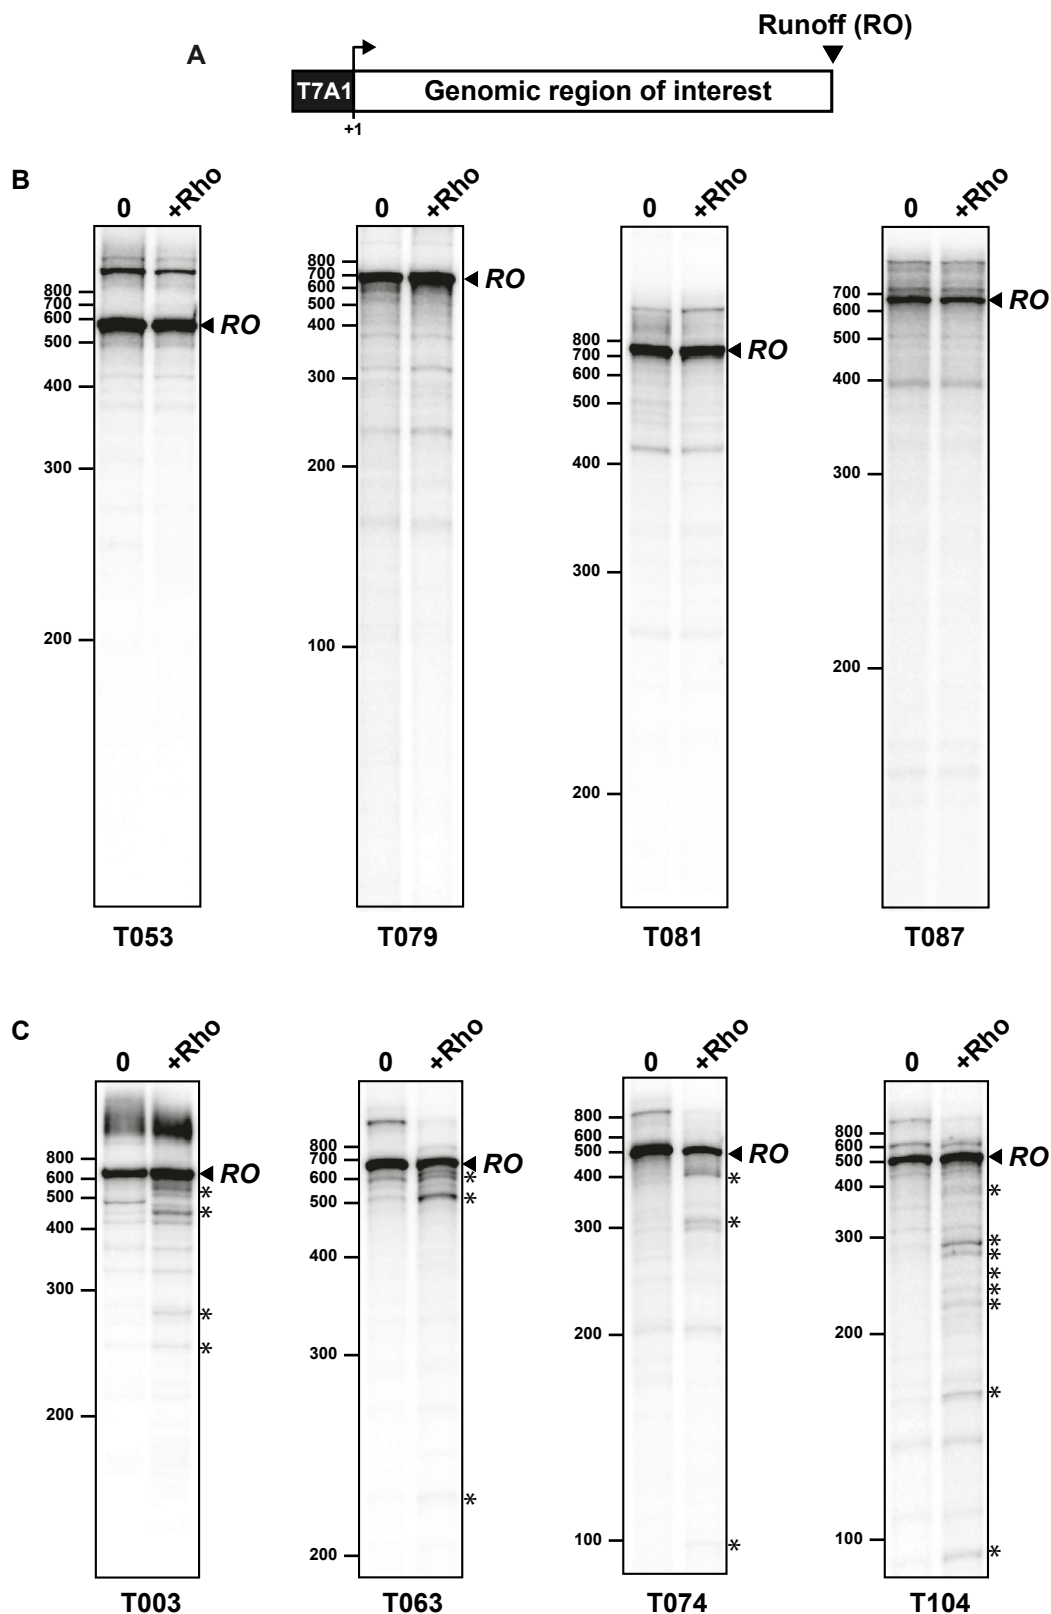 Runoff (RO)
A
T7A1
Genomic region of interest
+1
B
0
+Rho
800
700
600
500
400
300
200
RO
T053
0
+Rho
800
700
600
500
400
300
200
100
RO
T079
0
+Rho
800
700
600
500
400
300
200
RO
T081
0
+Rho
700
600
500
400
300
200
RO
T087
C
0
+Rho
800
600
500
400
300
200
RO
*
*
*
*
T003
0
+Rho
800
700
600
500
400
300
200
RO
*
*
*
T063
0
+Rho
800
600
500
400
300
200
100
RO
*
*
*
T074
0
+Rho
800
600
500
400
300
200
100
RO
*
*
*
*
*
*
*
*
T104